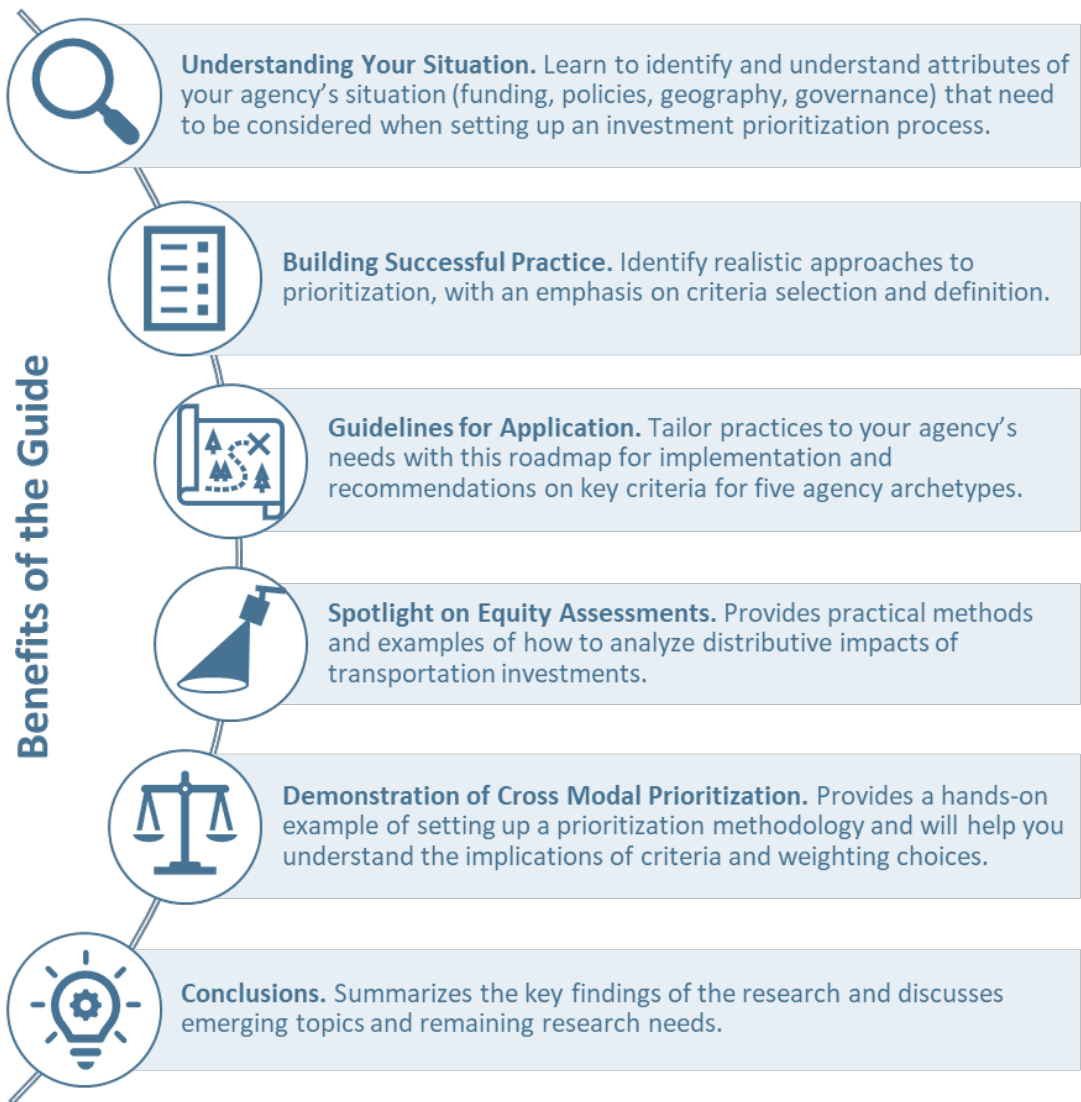 Benefits of the Guide
Understanding Your Situation. Learn to identify and understand attributes of
your agency’s situation (funding, policies, geography, governance) that need
to be considered when setting up an investment prioritization process.
Building Successful Practice. Identify realistic approaches to
prioritization, with an emphasis on criteria selection and definition.
Guidelines for Application. Tailor practices to your agency’s
needs with this roadmap for implementation and
recommendations on key criteria for five agency archetypes.
Spotlight on Equity Assessments. Provides practical methods
and examples of how to analyze distributive impacts of
transportation investments.
Demonstration of Cross Modal Prioritization. Provides a hands-on
example of setting up a prioritization methodology and will help you
understand the implications of criteria and weighting choices.
Conclusions. Summarizes the key findings of the research and discusses
emerging topics and remaining research needs.